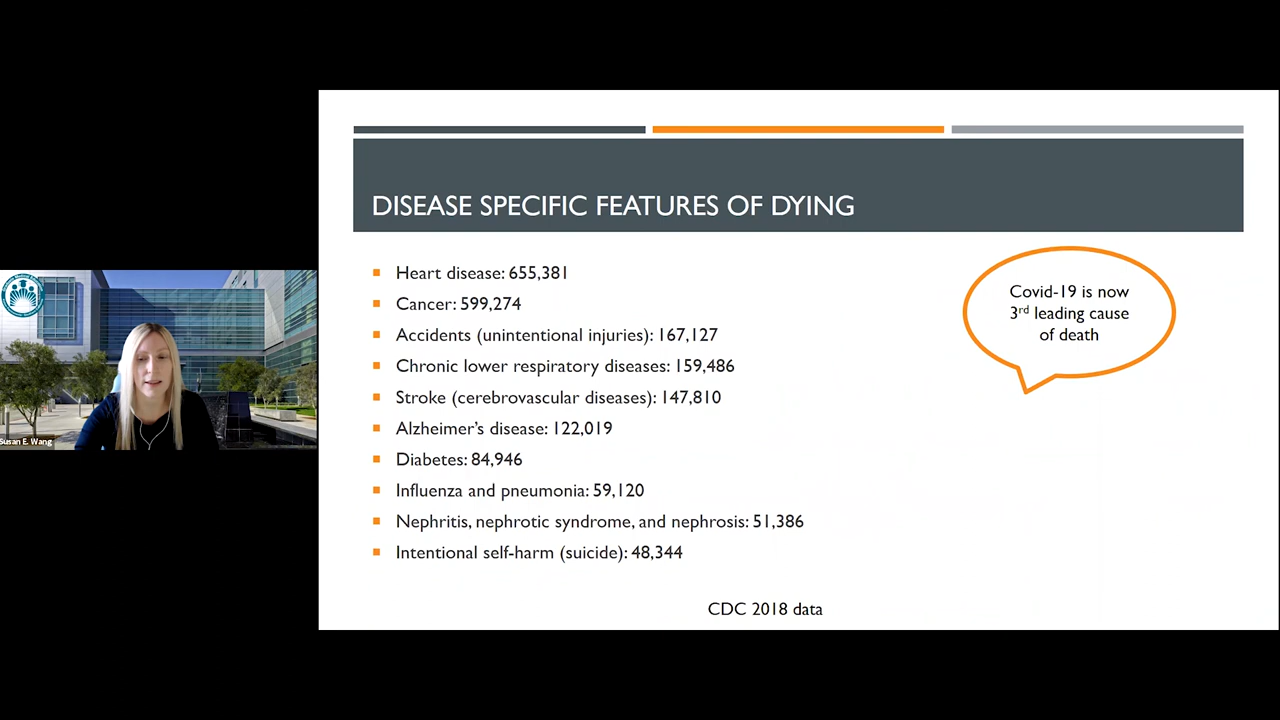 DISEASE SPECIFIC FEATURES OF DYING
Heart disease: 655,381
Cancer: 599,274
Accidents (unintentional injuries): 167,127
Chronic lower respiratory diseases: 159,486
Stroke (cerebrovascular diseases): 147,810
Alzheimer's disease: 122,019
Diabetes: 84,946
Influenza and pneumonia: 59,120
Nephritis, nephrotic syndrome, and nephrosis: 51,386
Intentional self-harm (suicide): 48,344
Covid-19 is now
3rd leading cause
of death
CDC 2018 data
Susan E. Wang